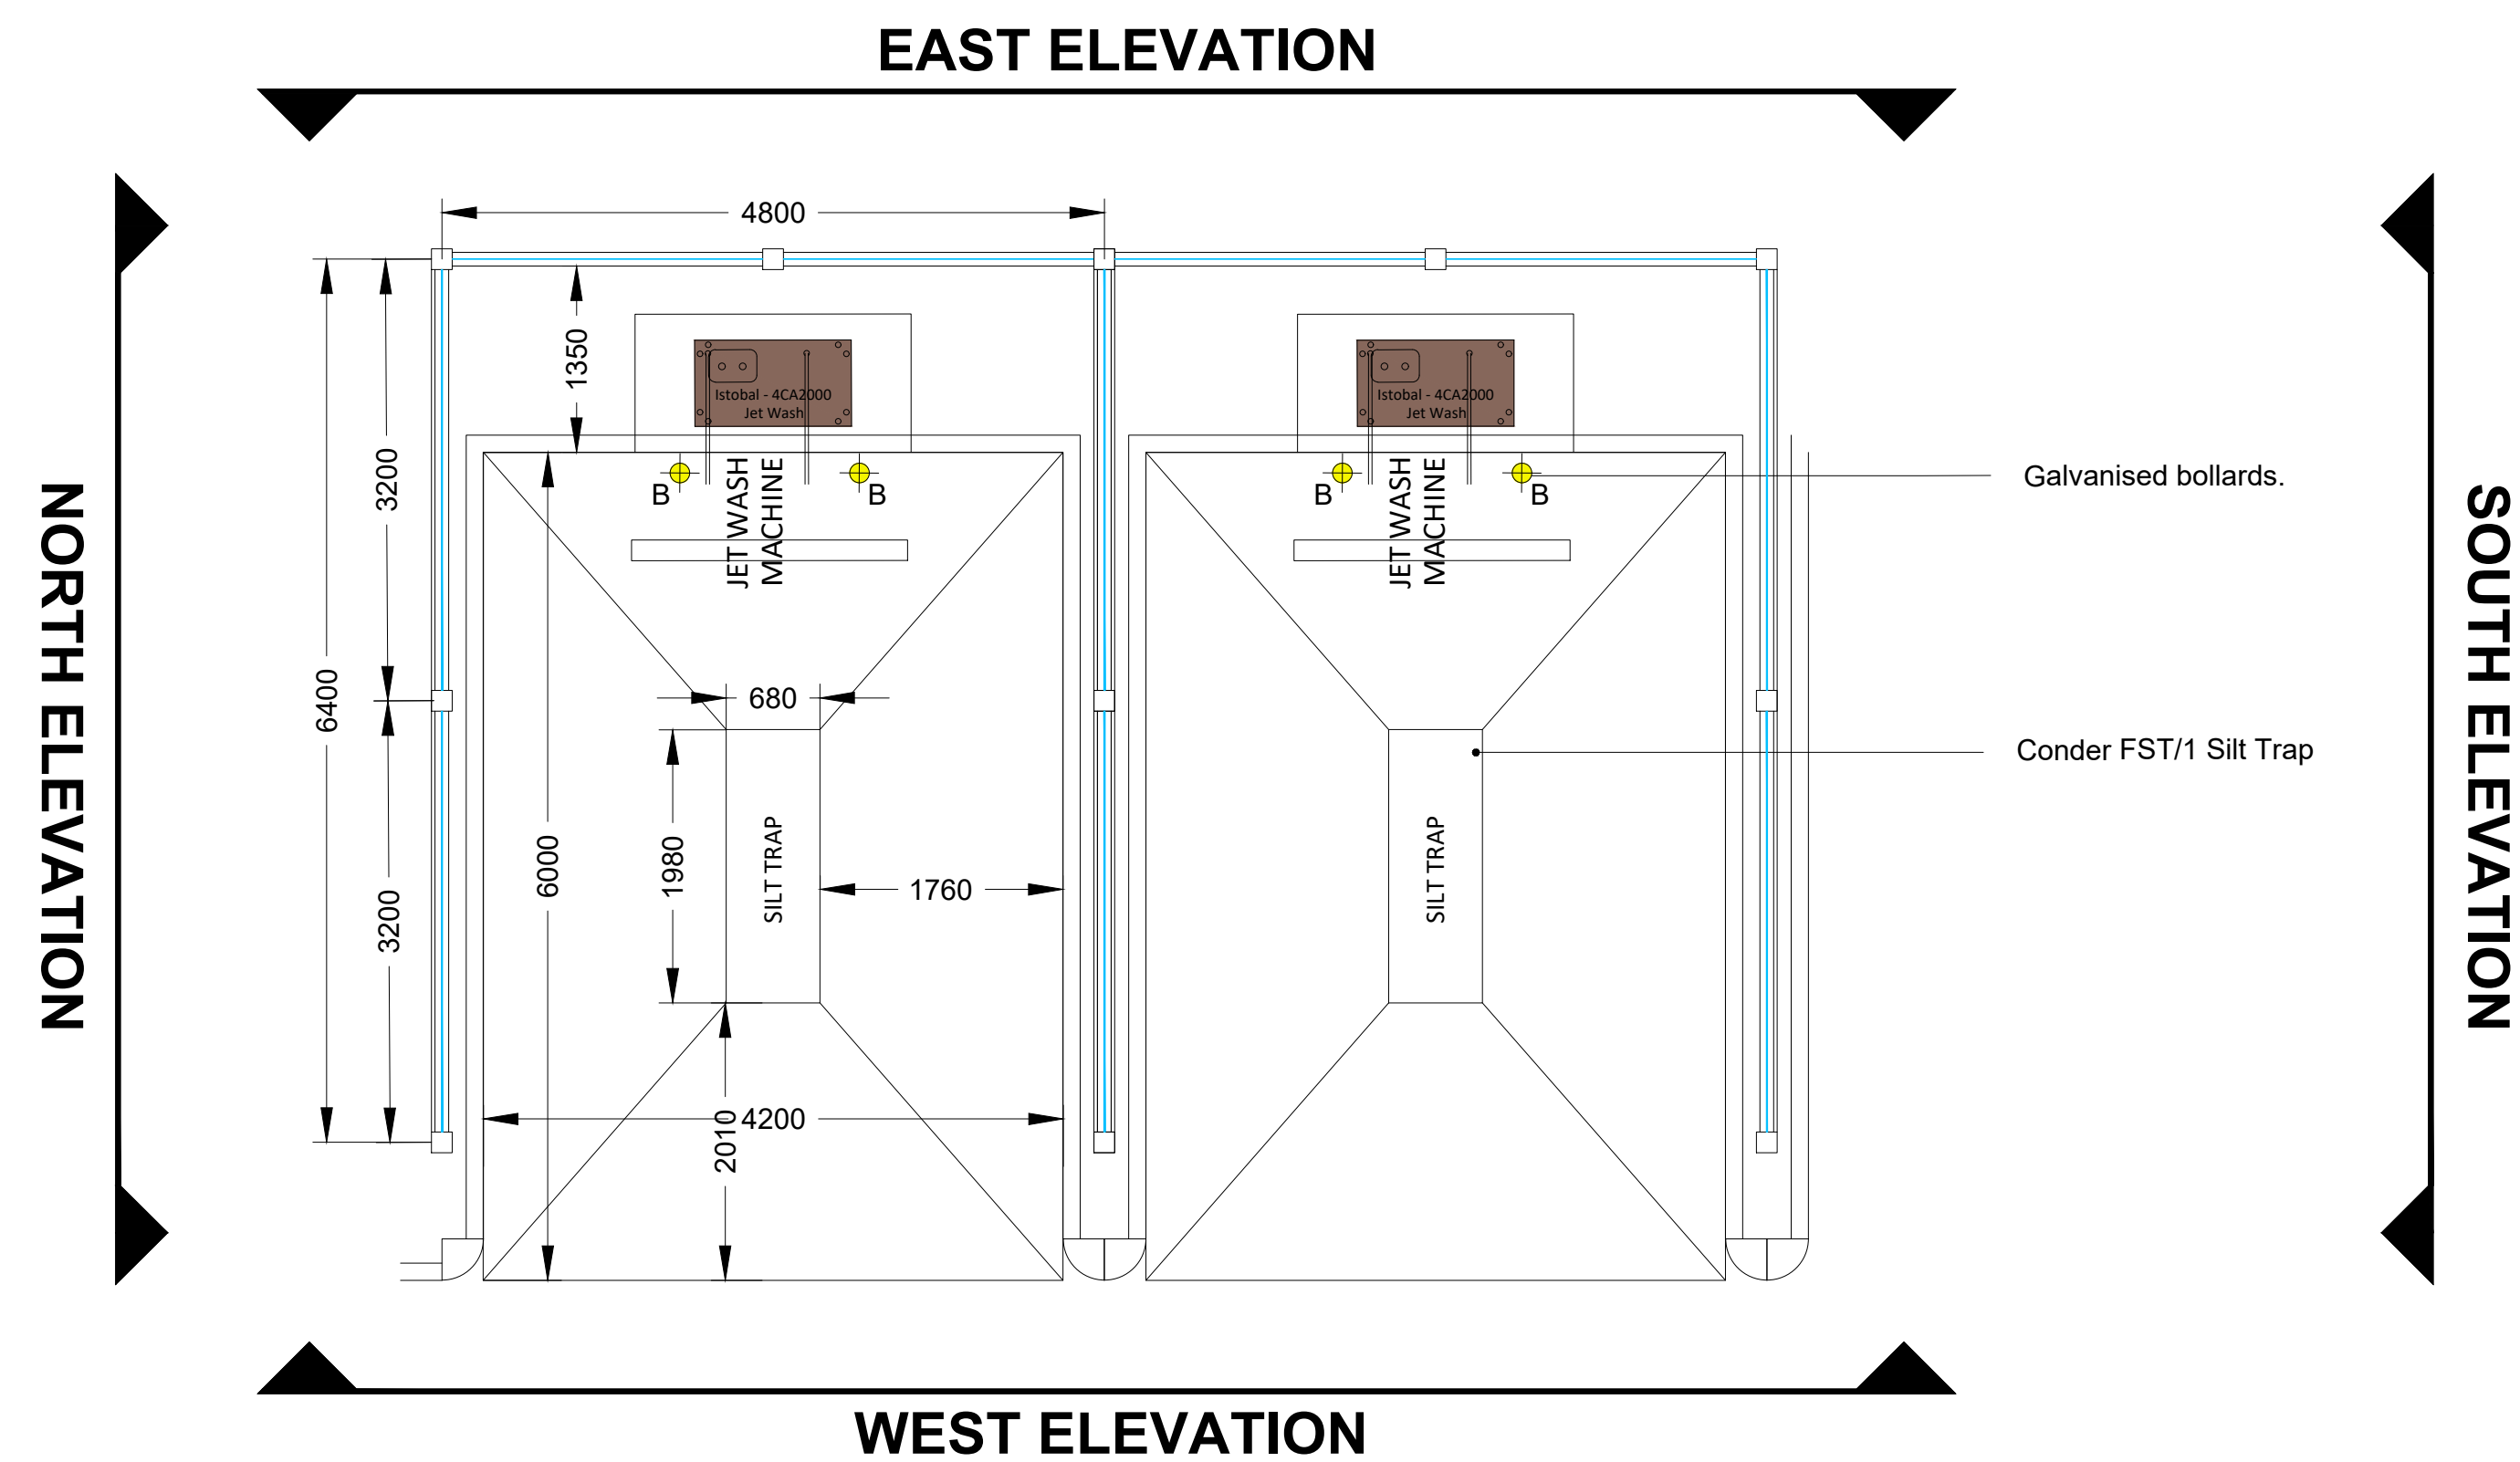 EAST ELEVATION
4800
1350
3200
6400
3200
Istobal - 4CA2000
Jet Wash
Istobal - 4CA2000
Jet Wash
B
B
B
B
JET WASH
MACHINE
JET WASH
MACHINE
Galvanised bollards.
NORTH ELEVATION
SOUTH ELEVATION
680
Conder FST/1 Silt Trap
6000
1980
SILT TRAP
1760
SILT TRAP
2010
4200
WEST ELEVATION